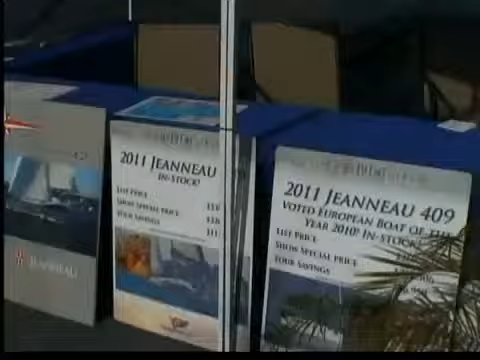 JEANNEAU
2011 JEANNEAU
IN-STOCK!
LIST PRICE
SHOW SPECIAL PRICE
YOUR SAVINGS
2011 JEANNEAU 409
VOTED EUROPEAN BOAT OF THE
YEAR 2010! IN-STOCK
LIST PRICE
SHOW SPECIAL PRICE
YOUR SAVINGS